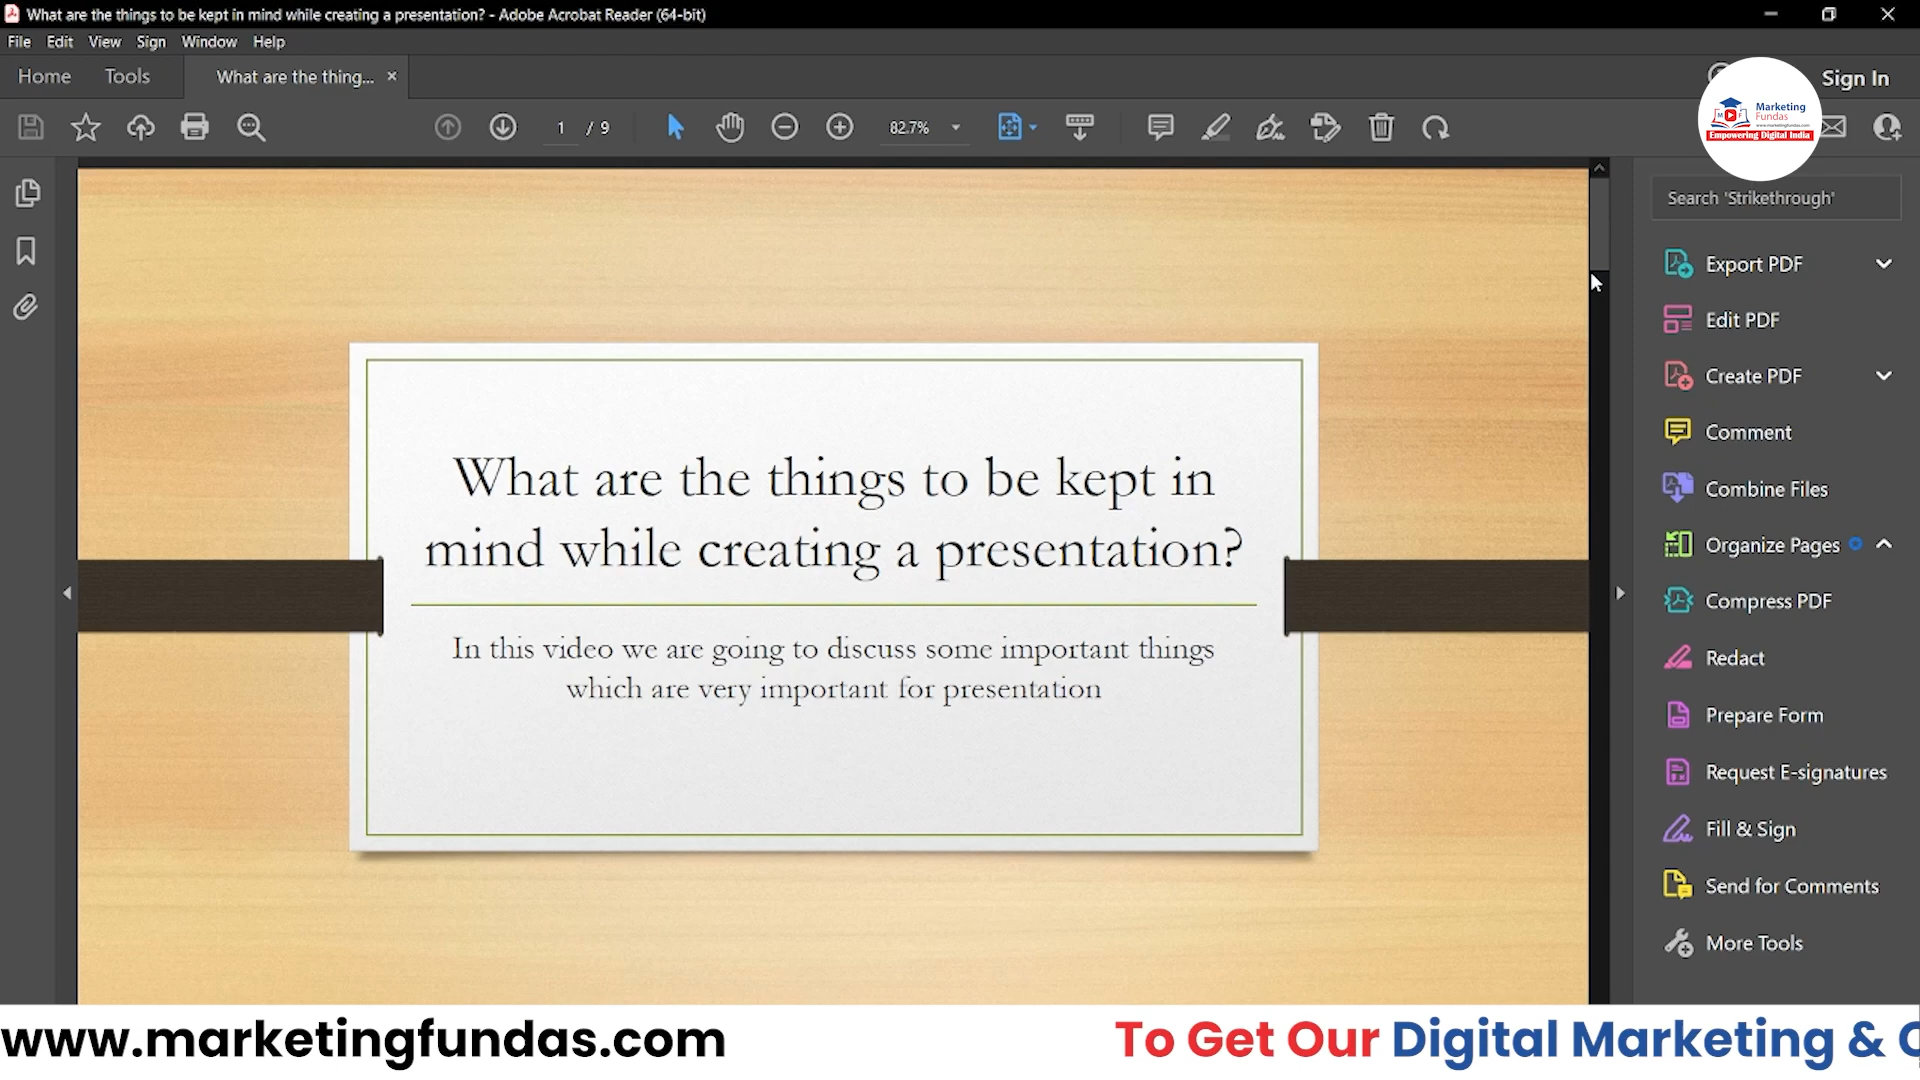 What are the things to be kept in mind while creating a presentation? - Adobe Acrobat Reader (64-bit)
File Edit View Sign Window Help
Home Tools What are the thing... Sign In
1 / 9 82.7%
Marketing
Fundas
www.marketingfundas.com
Empowering Digital India
Search 'Strikethrough'
Export PDF
Edit PDF
Create PDF
Comment
Combine Files
Organize Pages
Compress PDF
Redact
Prepare Form
Request E-signatures
Fill & Sign
Send for Comments
More Tools
What are the things to be kept in
mind while creating a presentation?
In this video we are going to discuss some important things
which are very important for presentation
www.marketingfundas.com To Get Our Digital Marketing &